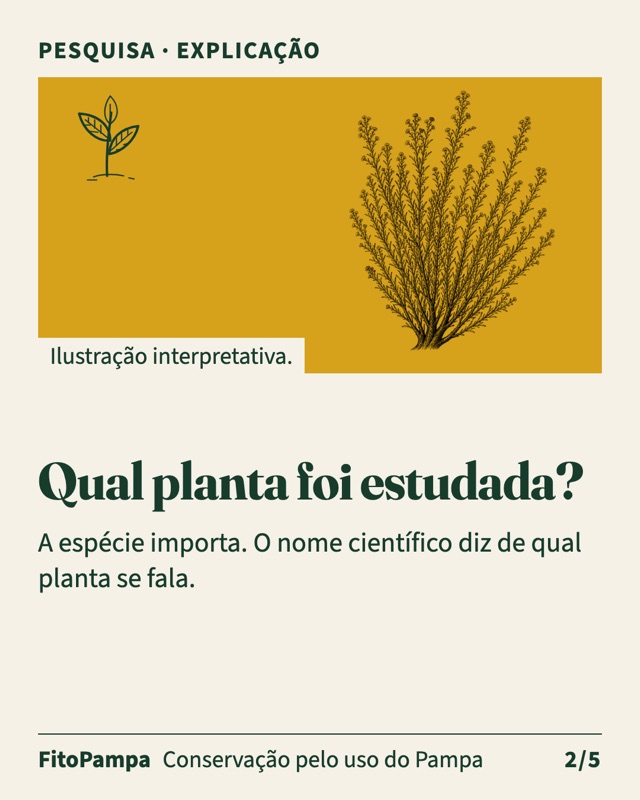 PESQUISA · EXPLICAÇÃO
Ilustração interpretativa.
Qual planta foi estudada?
A espécie importa. O nome científico diz de qual
planta se fala.
FitoPampa Conservação pelo uso do Pampa 2/5